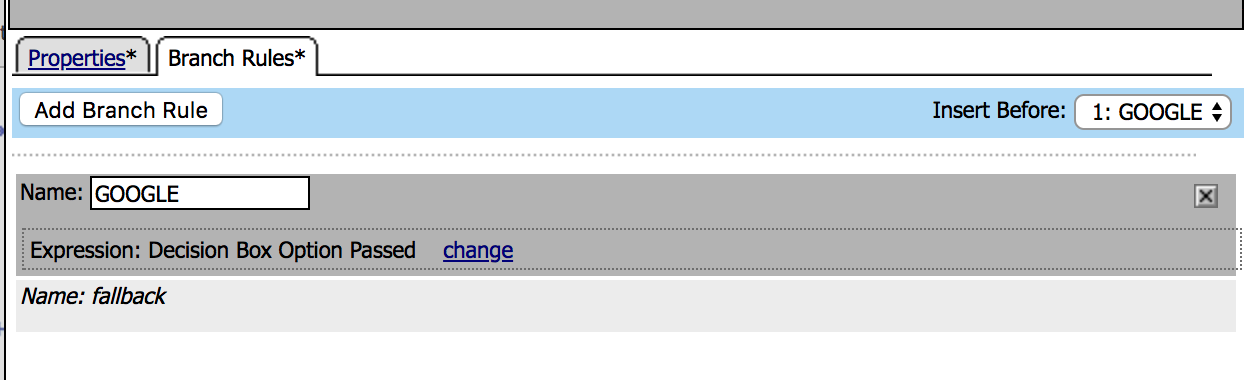 Properties* Branch Rules*
Add Branch Rule Insert Before: 1: GOOGLE
Name: GOOGLE
Expression: Decision Box Option Passed change
Name: fallback